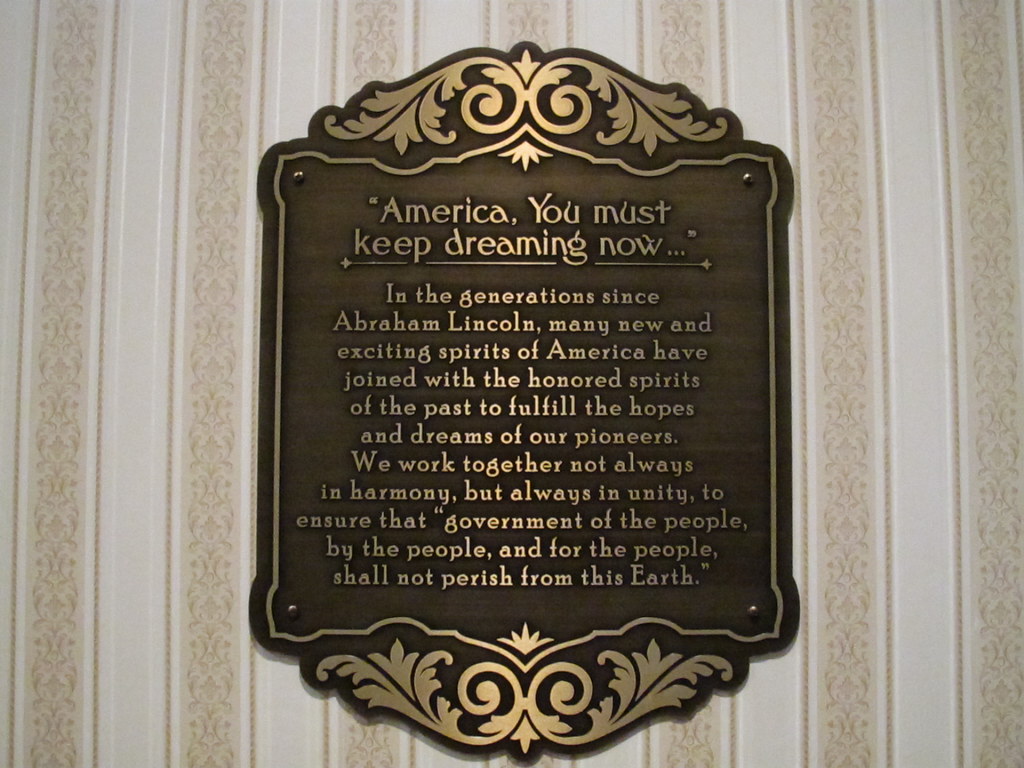 “America, You must
keep dreaming now...”
In the generations since
Abraham Lincoln, many new and
exciting spirits of America have
joined with the honored spirits
of the past to fulfill the hopes
and dreams of our pioneers.
We work together not always
in harmony, but always in unity, to
ensure that “government of the people,
by the people, and for the people,
shall not perish from this Earth.”